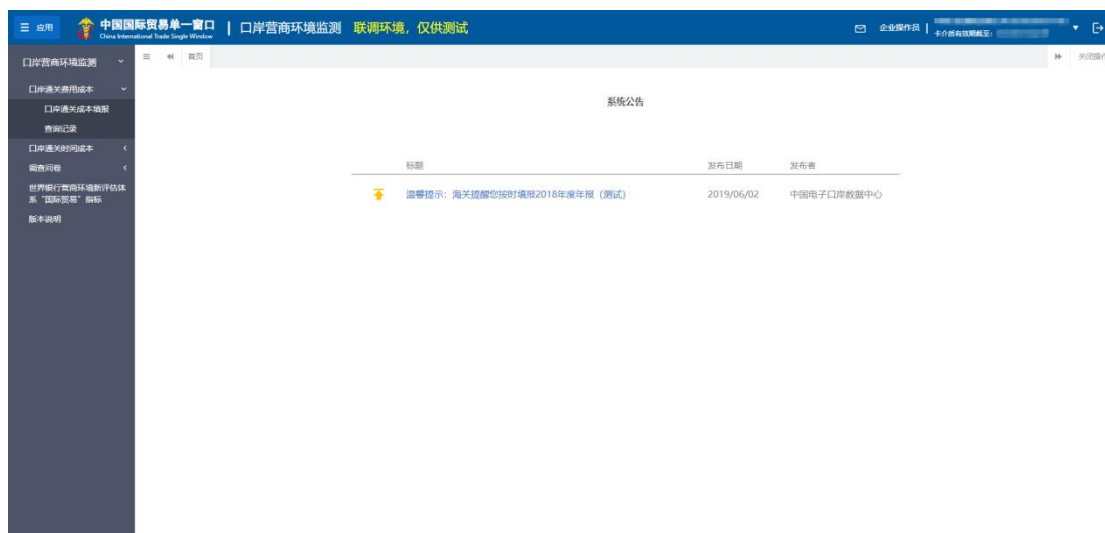 应用
中国国际贸易单一窗口
China International Trade Single Window
口岸营商环境监测 联调环境，仅供测试
企业操作员
卡介质有效期截至：
口岸营商环境监测
首页
关闭操作
口岸通关费用成本
口岸通关成本填报
查询记录
口岸通关时间成本
调查问卷
世界银行营商环境新评估体
系“国际贸易”指标
版本说明
系统公告
标题 发布日期 发布者
温馨提示：海关提醒您按时填报2018年度年报（测试） 2019/06/02 中国电子口岸数据中心